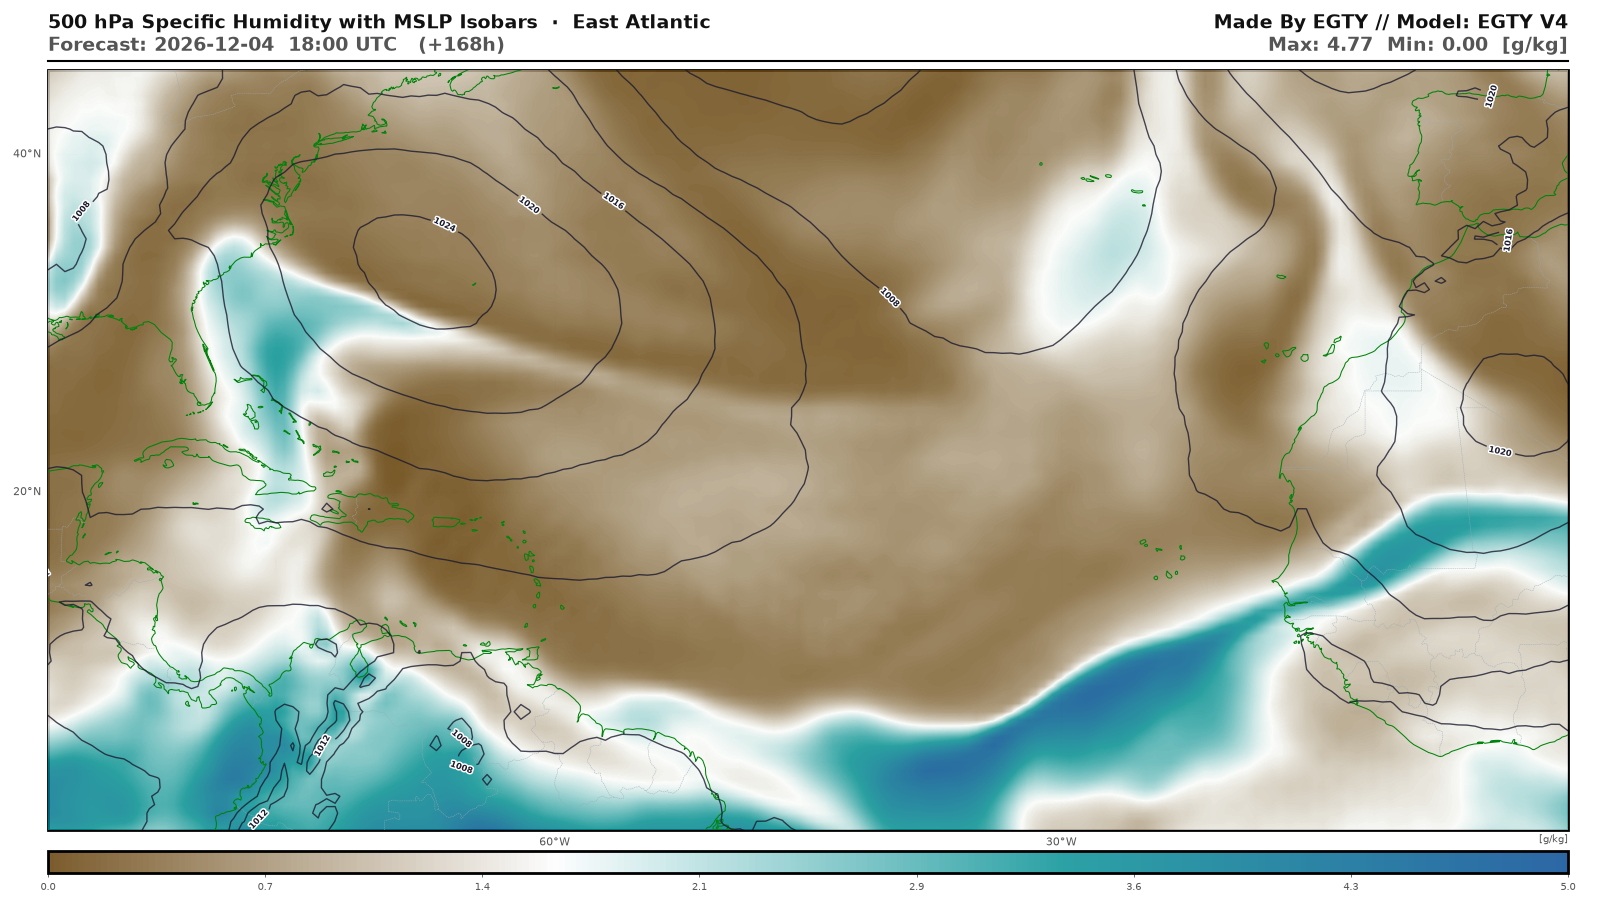 500 hPa Specific Humidity with MSLP Isobars · East Atlantic
Made By EGTY // Model: EGTY V4
Forecast: 2026-12-04 18:00 UTC (+168h)
Max: 4.77 Min: 0.00 [g/kg]
1020
40°N
1008
1020
1016
1024
1016
1008
1020
20°N
1008
1012
1008
1012
60°W
30°W
[g/kg]
0.0
0.7
1.4
2.1
2.9
3.6
4.3
5.0